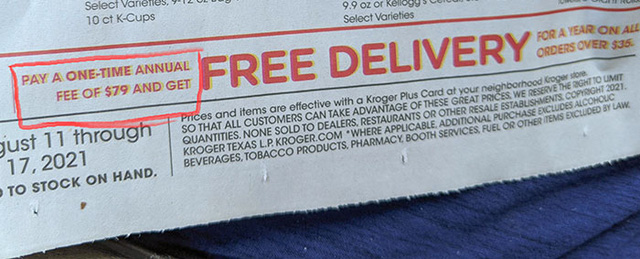 Select Varieties, 9-12 oz Bag
10 ct K-Cups
9.9 oz or Kellogg's Cereal,
Select Varieties
PAY A ONE-TIME ANNUAL
FEE OF $79 AND GET
FREE DELIVERY
FOR A YEAR! ON ALL
ORDERS OVER $35.
gust 11 through
17, 2021
D TO STOCK ON HAND.
Prices and items are effective with a Kroger Plus Card at your neighborhood Kroger store.
SO THAT ALL CUSTOMERS CAN TAKE ADVANTAGE OF THESE GREAT PRICES, WE RESERVE THE RIGHT TO LIMIT
QUANTITIES. NONE SOLD TO DEALERS, RESTAURANTS OR OTHER RESALE ESTABLISHMENTS. COPYRIGHT 2021.
KROGER TEXAS L.P. KROGER.COM *WHERE APPLICABLE, ADDITIONAL PURCHASE EXCLUDES ALCOHOLIC
BEVERAGES, TOBACCO PRODUCTS, PHARMACY, BOOTH SERVICES, FUEL OR OTHER ITEMS EXCLUDED BY LAW.